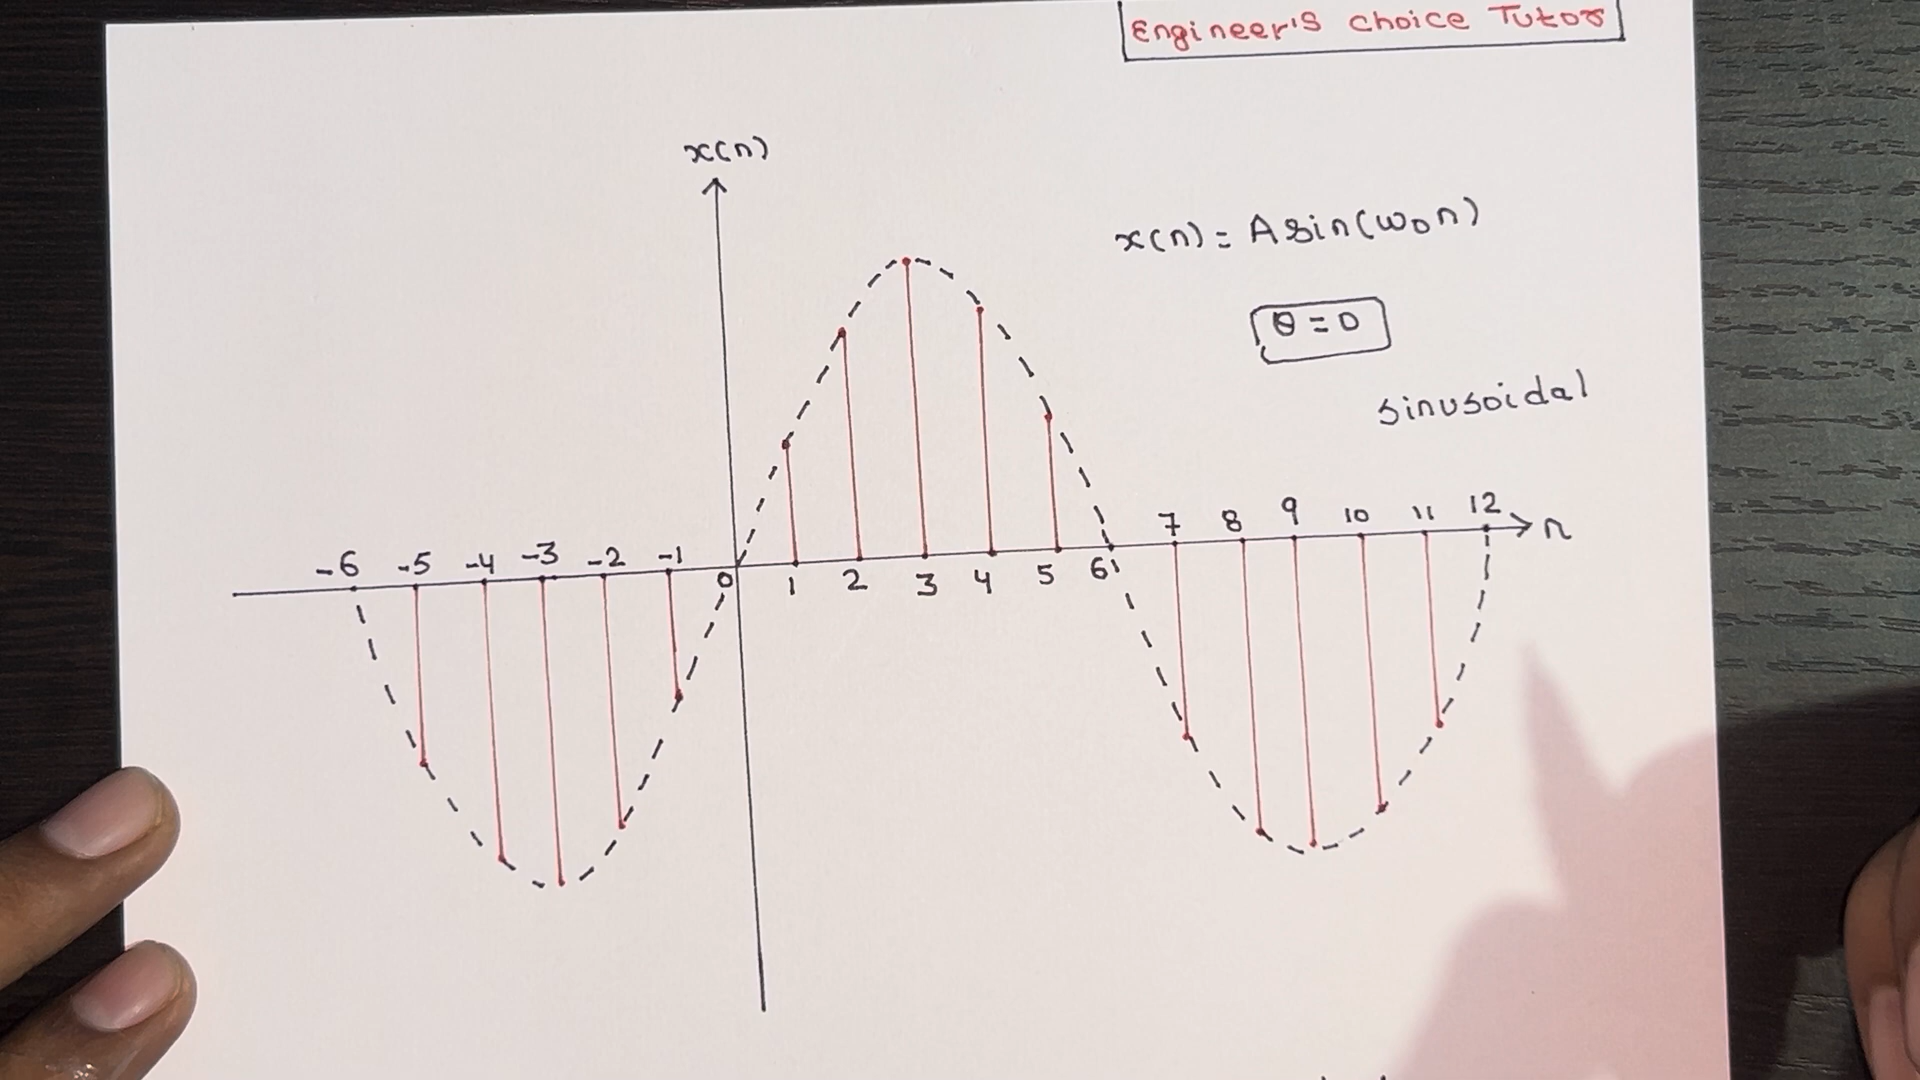 Engineer's Choice Tutor
x(n)
x(n) = A sin(ω0n)
θ = 0
sinusoidal
-6 -5 -4 -3 -2 -1 0 1 2 3 4 5 6 7 8 9 10 11 12 n